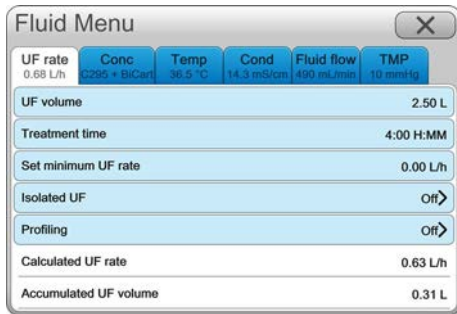 Fluid Menu
UF rate Conc Temp Cond Fluid flow TMP
0.68 L/h C295 + BiCart 36.5 °C 14.3 mS/cm 490 mL/min 10 mmHg
UF volume 2.50 L
Treatment time 4:00 H:MM
Set minimum UF rate 0.00 L/h
Isolated UF Off
Profiling Off
Calculated UF rate 0.63 L/h
Accumulated UF volume 0.31 L